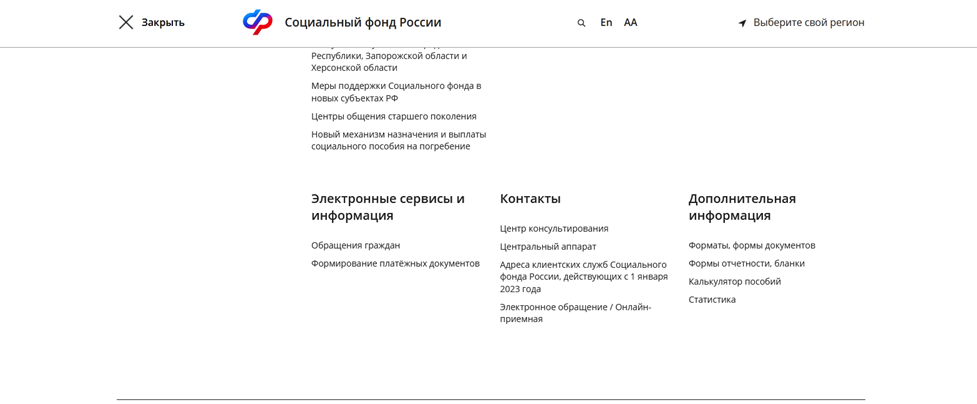 Закрыть
Социальный фонд России
En
AA
Выберите свой регион
Республики, Запорожской области и
Херсонской области
Меры поддержки Социального фонда в
новых субъектах РФ
Центры общения старшего поколения
Новый механизм назначения и выплаты
социального пособия на погребение
Электронные сервисы и
информация
Обращения граждан
Формирование платёжных документов
Контакты
Центр консультирования
Центральный аппарат
Адреса клиентских служб Социального
фонда России, действующих с 1 января
2023 года
Электронное обращение / Онлайн-
приемная
Дополнительная
информация
Форматы, формы документов
Формы отчетности, бланки
Калькулятор пособий
Статистика